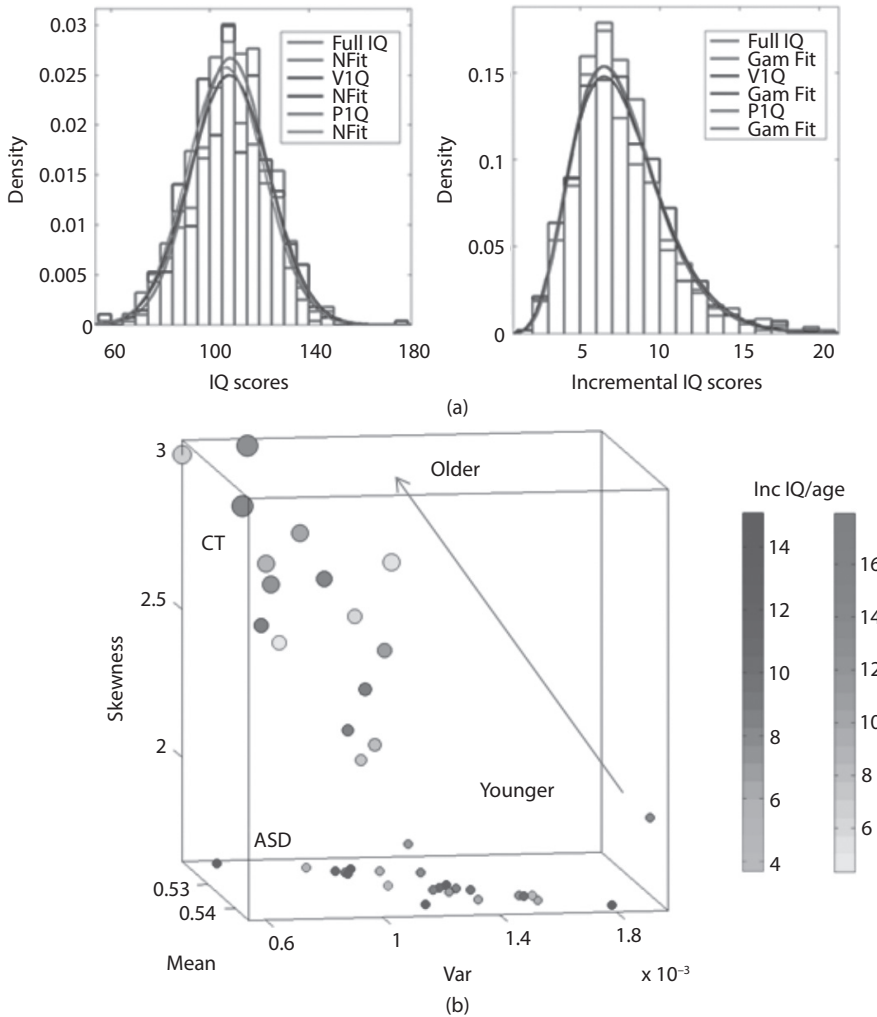 0.03
0.025
0.02
0.015
0.01
0.005
0
Density
60 100 140 180
IQ scores
Full IQ
NFit
V1Q
NFit
P1Q
NFit
0.15
0.1
0.05
0
Density
5 10 15 20
Incremental IQ scores
Full IQ
Gam Fit
V1Q
Gam Fit
P1Q
Gam Fit
(a)
3
2.5
2
Skewness
CT
Older
Younger
ASD
0.53
0.54
Mean
0.6 1 1.4 1.8
Var
x 10⁻³
Inc IQ/age
14
12
10
8
6
4
16
14
12
10
8
6
(b)